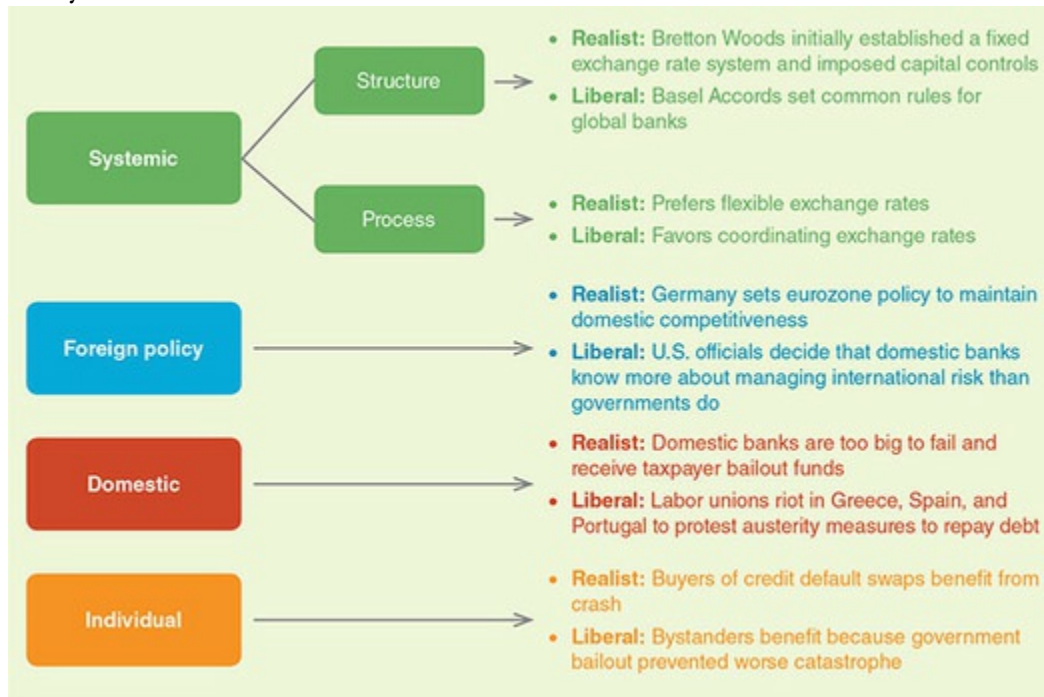 Structure
• Realist: Bretton Woods initially established a fixed
exchange rate system and imposed capital controls
• Liberal: Basel Accords set common rules for
global banks
Systemic
Process
• Realist: Prefers flexible exchange rates
• Liberal: Favors coordinating exchange rates
Foreign policy
• Realist: Germany sets eurozone policy to maintain
domestic competitiveness
• Liberal: U.S. officials decide that domestic banks
know more about managing international risk than
governments do
Domestic
• Realist: Domestic banks are too big to fail and
receive taxpayer bailout funds
• Liberal: Labor unions riot in Greece, Spain, and
Portugal to protest austerity measures to repay debt
Individual
• Realist: Buyers of credit default swaps benefit from
crash
• Liberal: Bystanders benefit because government
bailout prevented worse catastrophe